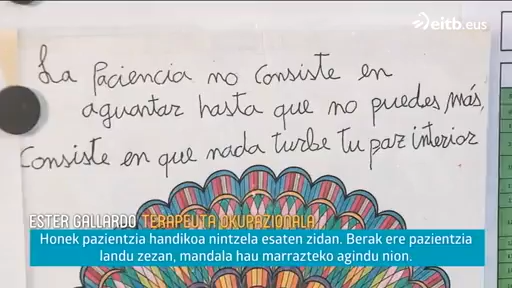 eitb.eus
La Paciencia no consiste en
aguantar hasta que no puedes más,
Consiste en que nada turbe tu paz interior
ESTER GALLARDO TERAPEUTA OKUPAZIONALA
Honek pazientzia handikoa nintzela esaten zidan. Berak ere pazientzia
landu zezan, mandala hau marrazteko agindu nion.